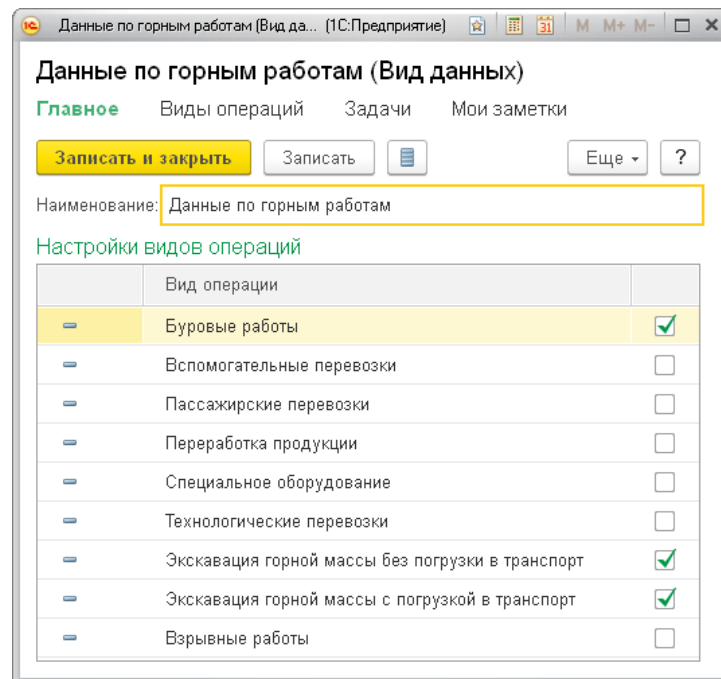 1С Данные по горным работам (Вид да... (1С:Предприятие) 31 M M+ M-
Данные по горным работам (Вид данных)
Главное Виды операций Задачи Мои заметки
Записать и закрыть Записать Еще ?
Наименование: Данные по горным работам
Настройки видов операций
Вид операции
Буровые работы
Вспомогательные перевозки
Пассажирские перевозки
Переработка продукции
Специальное оборудование
Технологические перевозки
Экскавация горной массы без погрузки в транспорт
Экскавация горной массы с погрузкой в транспорт
Взрывные работы